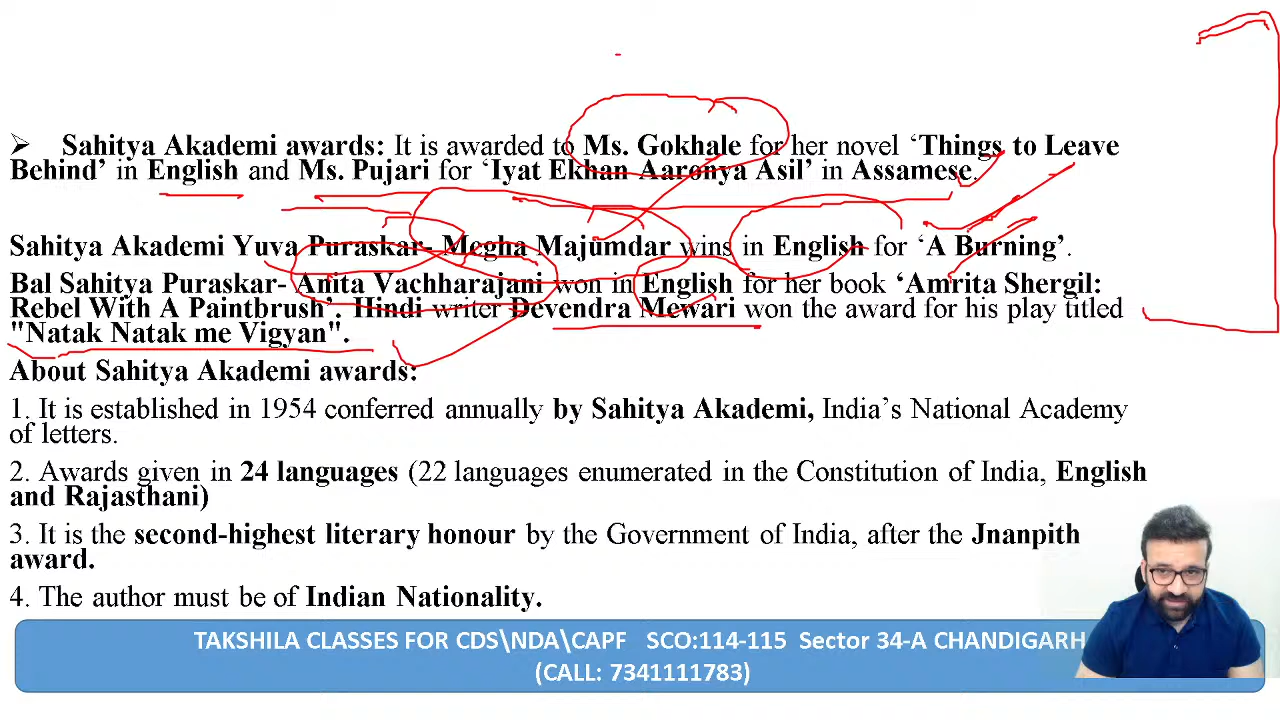 ➢ Sahitya Akademi awards: It is awarded to Ms. Gokhale for her novel ‘Things to Leave
Behind’ in English and Ms. Pujari for ‘Iyat Ekhan Aaronya Asil’ in Assamese.
Sahitya Akademi Yuva Puraskar- Megha Majumdar wins in English for ‘A Burning’.
Bal Sahitya Puraskar- Anita Vachharajani won in English for her book ‘Amrita Shergil:
Rebel With A Paintbrush’. Hindi writer Devendra Mewari won the award for his play titled
"Natak Natak me Vigyan".
About Sahitya Akademi awards:
1. It is established in 1954 conferred annually by Sahitya Akademi, India’s National Academy
of letters.
2. Awards given in 24 languages (22 languages enumerated in the Constitution of India, English
and Rajasthani)
3. It is the second-highest literary honour by the Government of India, after the Jnanpith
award.
4. The author must be of Indian Nationality.
TAKSHILA CLASSES FOR CDS\NDA\CAPF SCO:114-115 Sector 34-A CHANDIGARH
(CALL: 7341111783)